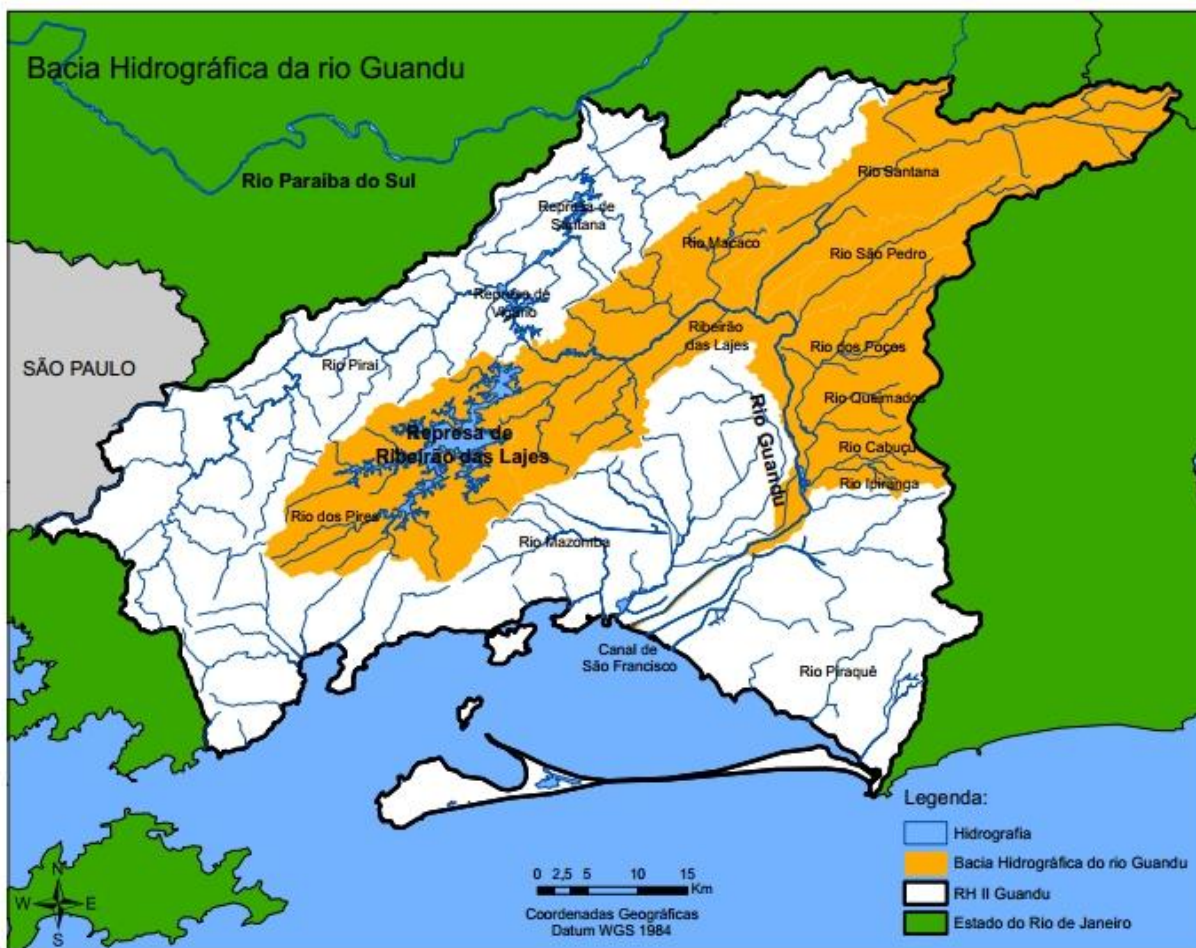 Bacia Hidrográfica da rio Guandu
Rio Paraiba do Sul
Rio Santana
Represa de
Santana
Rio Macaco
Rio São Pedro
Represa de
Vigario
Ribeirão
das Lajes
Rio dos Poços
SÃO PAULO
Rio Pirai
Rio Queimados
Rio Guandu
Represa de
Ribeirão das Lajes
Rio Cabuçu
Rio Ipiranga
Rio dos Pires
Rio Mazomba
Canal de
São Francisco
Rio Piraquê
Legenda:
Hidrografia
Bacia Hidrográfica do rio Guandu
RH II Guandu
Estado do Rio de Janeiro
N
W E
S
0 2,5 5 10 15
Km
Coordenadas Geográficas
Datum WGS 1984